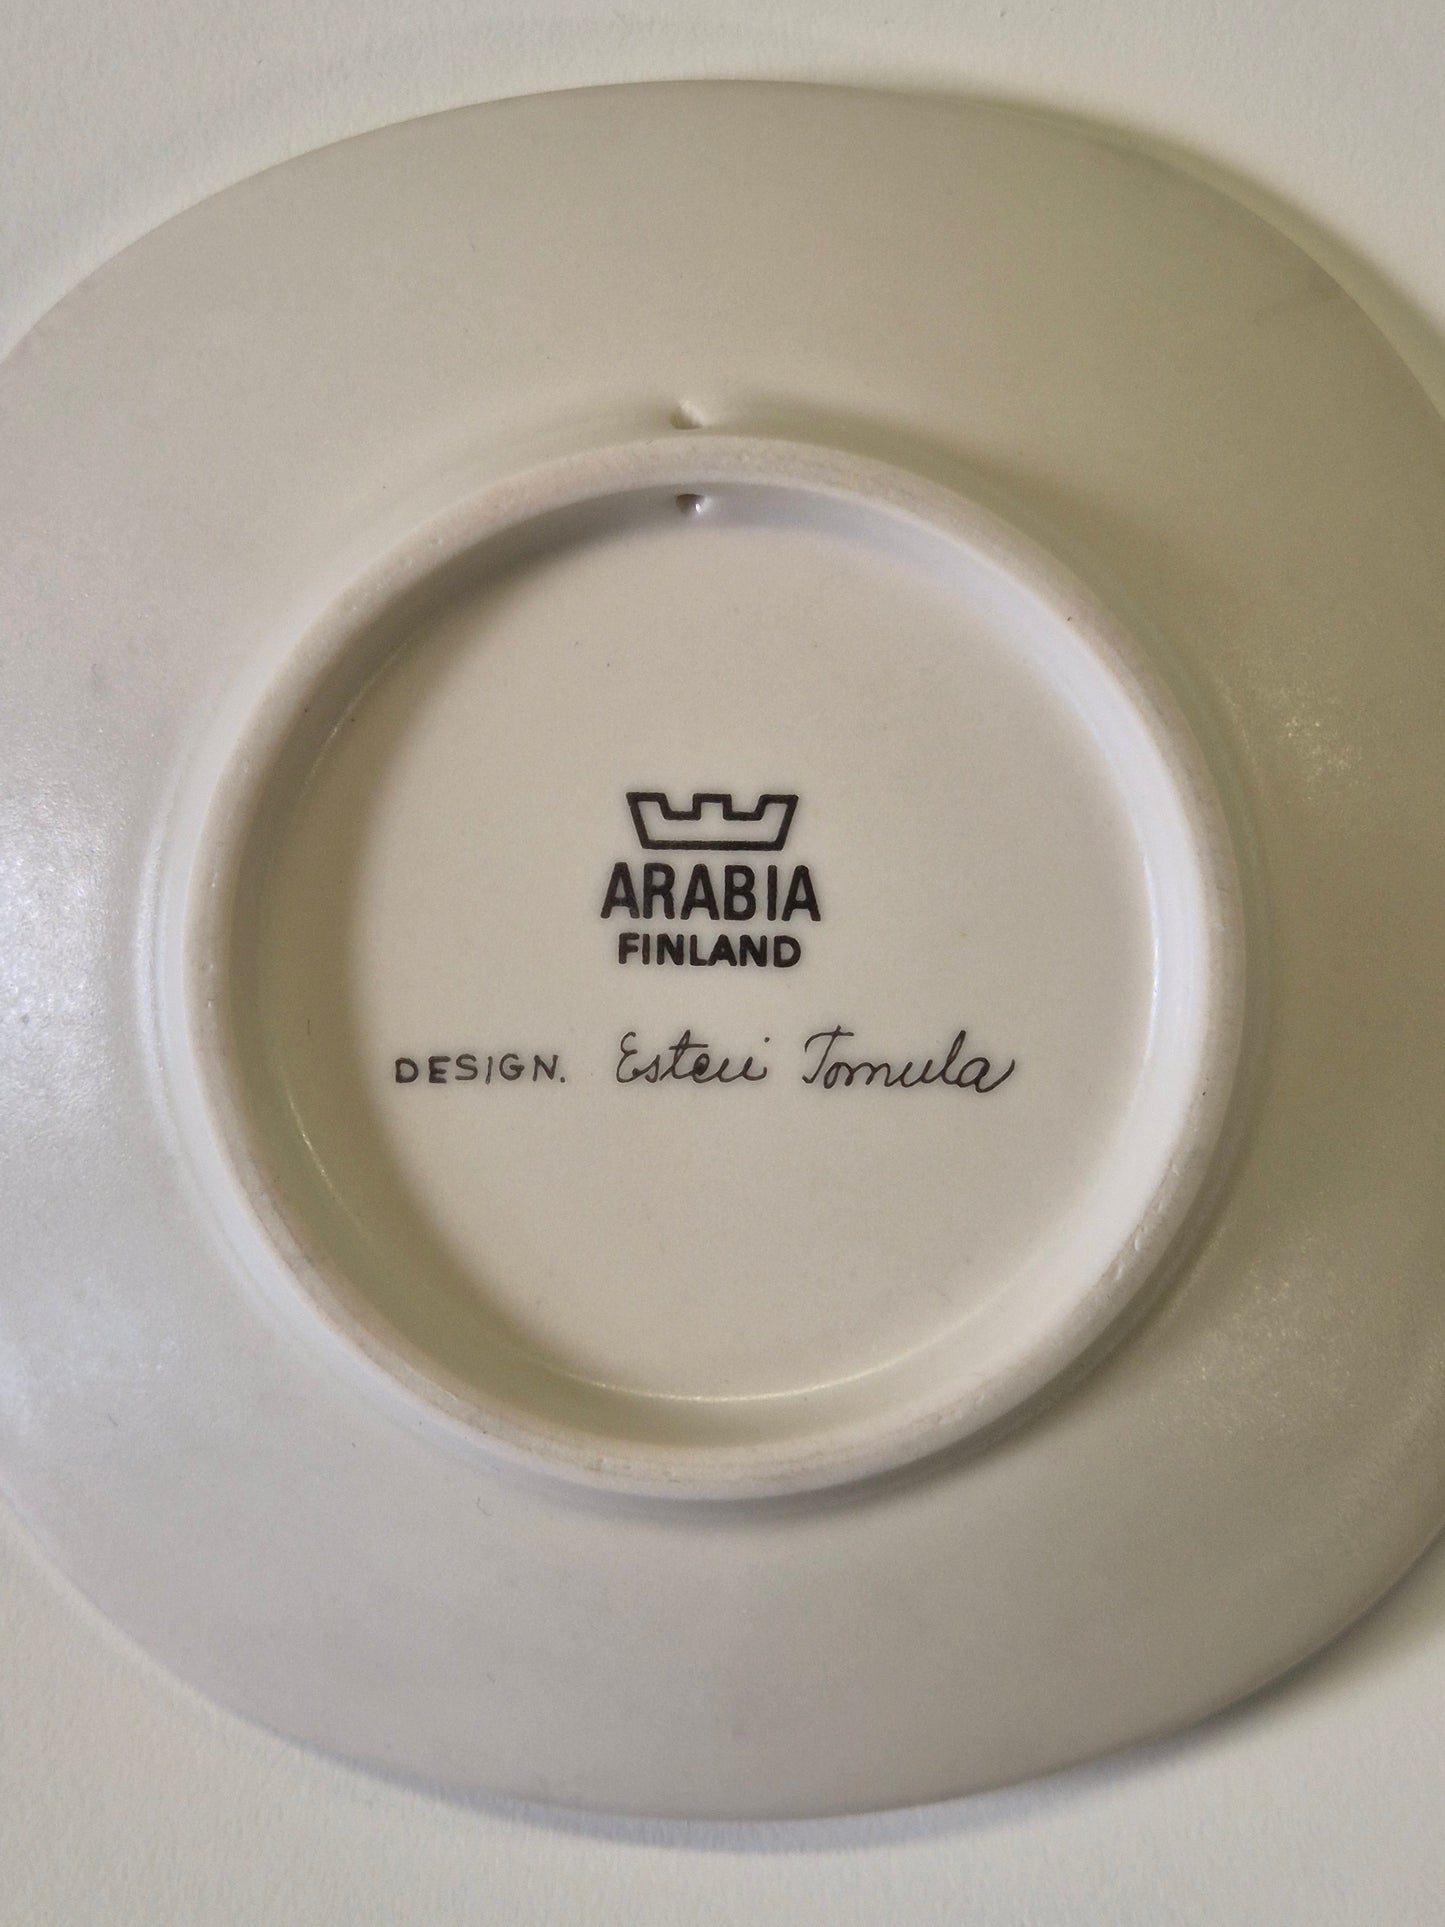 ARABIA
FINLAND
DESIGN. Esteri Tomula